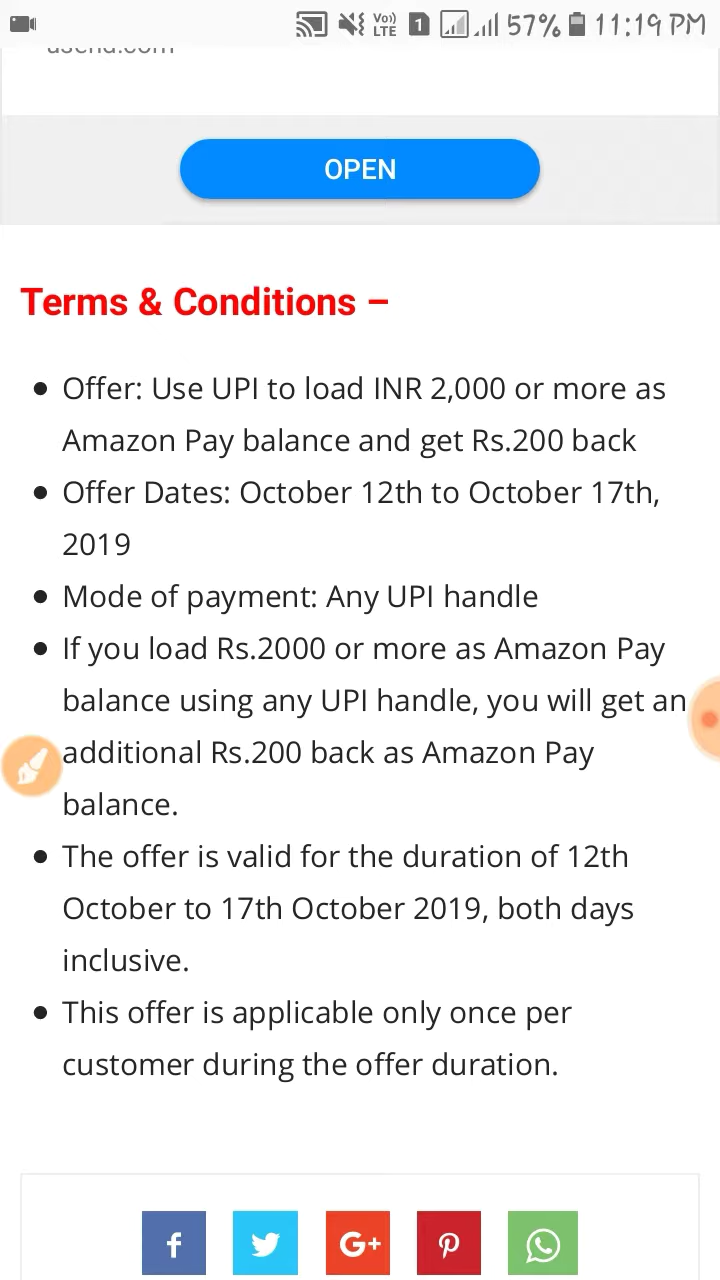 Vo)) LTE 1 57% 11:19 PM
OPEN
Terms & Conditions –
Offer: Use UPI to load INR 2,000 or more as
Amazon Pay balance and get Rs.200 back
Offer Dates: October 12th to October 17th,
2019
Mode of payment: Any UPI handle
If you load Rs.2000 or more as Amazon Pay
balance using any UPI handle, you will get an
additional Rs.200 back as Amazon Pay
balance.
The offer is valid for the duration of 12th
October to 17th October 2019, both days
inclusive.
This offer is applicable only once per
customer during the offer duration.
f G+